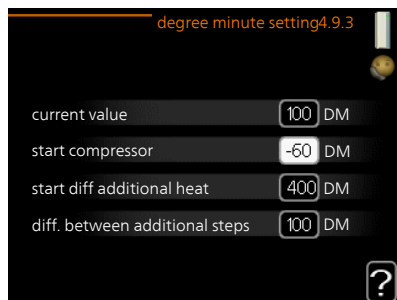 degree minute setting4.9.3
current value 100 DM
start compressor -60 DM
start diff additional heat 400 DM
diff. between additional steps 100 DM
?